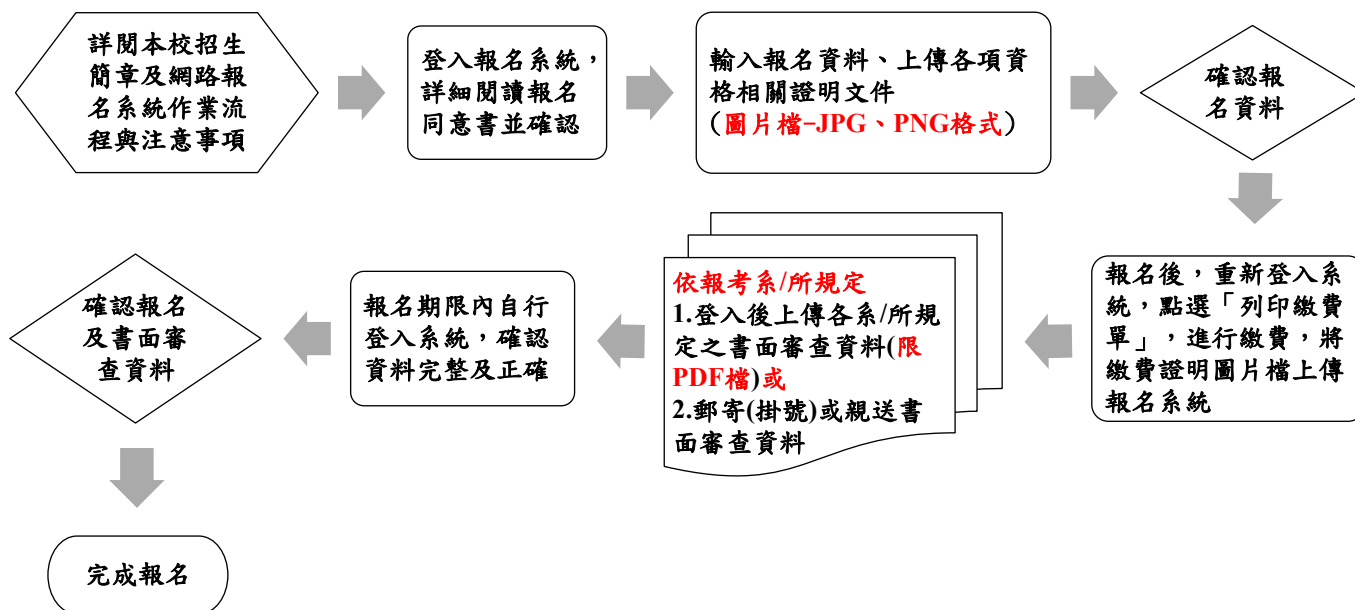 詳閱本校招生
簡章及網路報
名系統作業流
程與注意事項
登入報名系統，
詳細閱讀報名
同意書並確認
輸入報名資料、上傳各項資
格相關證明文件
（圖片檔-JPG、PNG格式）
確認報
名資料
報名後，重新登入系
統，點選「列印繳費
單」，進行繳費，將
繳費證明圖片檔上傳
報名系統
依報考系/所規定
1.登入後上傳各系/所規
定之書面審查資料(限
PDF檔)或
2.郵寄(掛號)或親送書
面審查資料
報名期限內自行
登入系統，確認
資料完整及正確
確認報名
及書面審
查資料
完成報名